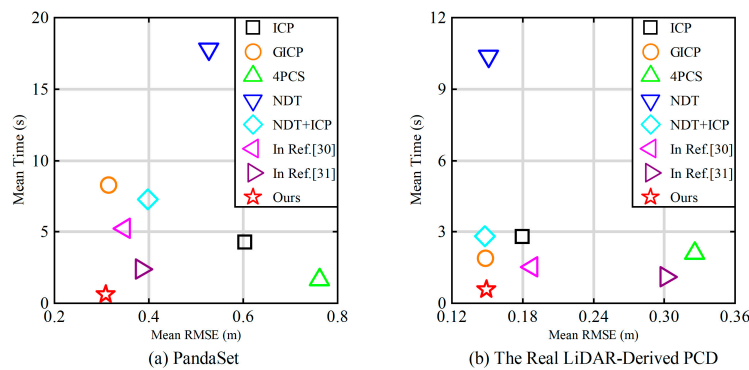 20
15
10
5
0
Mean Time (s)
ICP
GICP
4PCS
NDT
NDT+ICP
In Ref.[30]
In Ref.[31]
Ours
0.2
0.4
0.6
0.8
Mean RMSE (m)
(a) PandaSet
12
9
6
3
0
Mean Time (s)
ICP
GICP
4PCS
NDT
NDT+ICP
In Ref.[30]
In Ref.[31]
Ours
0.12
0.18
0.24
0.30
0.36
Mean RMSE (m)
(b) The Real LiDAR-Derived PCD